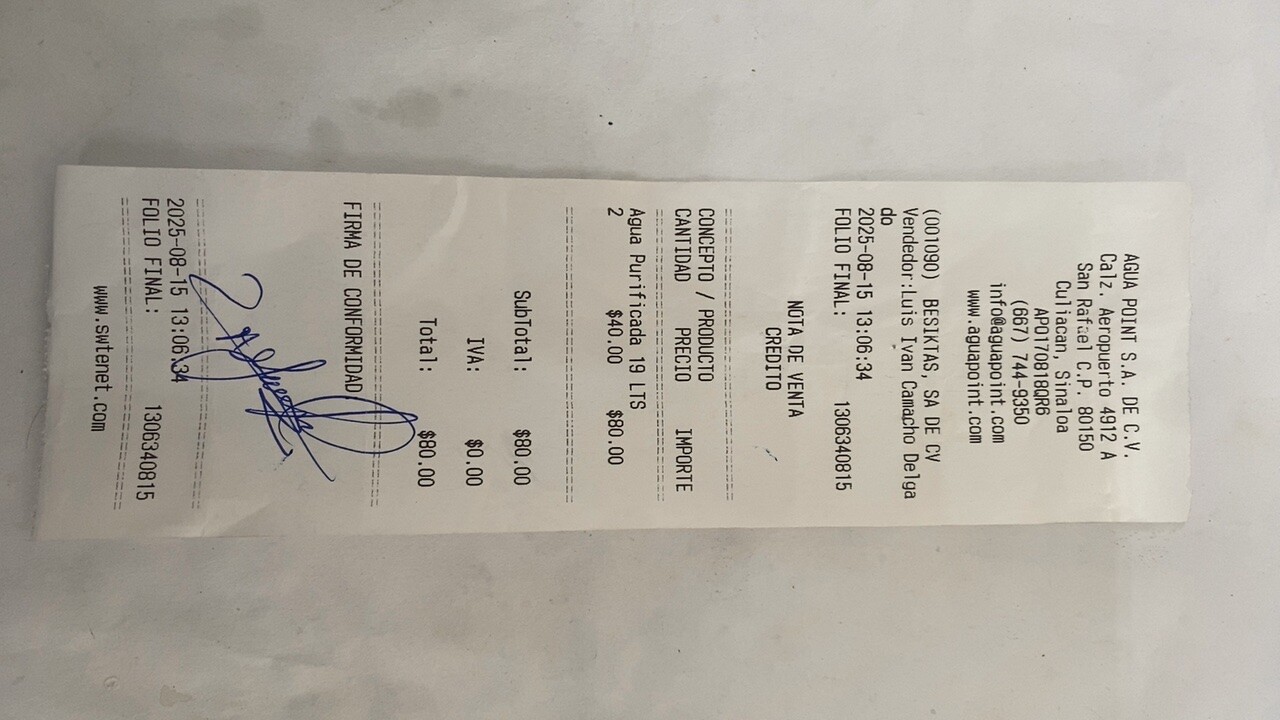 AGUA POINT S.A. DE C.V.
Calz. Aeropuerto 4912 A
San Rafael C.P. 80150
Culiacan, Sinaloa
APO170818QR6
(667) 744-9350
info@aguapoint.com
www.aguapoint.com
(001090) BESIKTAS, SA DE CV
Vendedor:Luis Ivan Camacho Delga
do
2025-08-15 13:06:34
FOLIO FINAL: 1306340815
NOTA DE VENTA
CREDITO
CONCEPTO / PRODUCTO
CANTIDAD PRECIO IMPORTE
Agua Purificada 19 LTS
2 $40.00 $80.00
SubTotal: $80.00
IVA: $0.00
Total: $80.00
FIRMA DE CONFORMIDAD
2025-08-15 13:06:34
FOLIO FINAL: 1306340815
www.swtenet.com